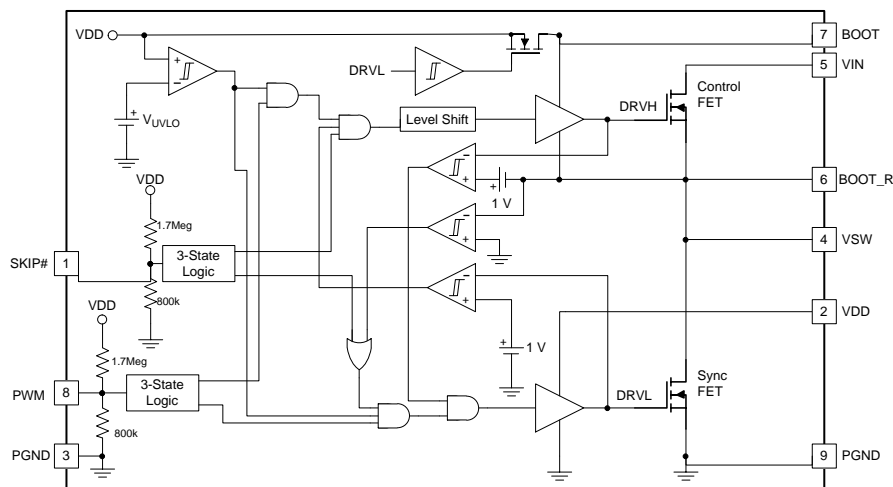 VDD
7 BOOT
5 VIN
DRVL
Control
FET
DRVH
+
−
+
VUVLO
Level Shift
VDD
−
+
+
1 V
6 BOOT_R
1.7Meg
−
+
4 VSW
SKIP# 1
3-State
Logic
−
+
800k
VDD
2 VDD
+
1 V
1.7Meg
Sync
FET
PWM 8
3-State
Logic
DRVL
800k
PGND 3
9 PGND